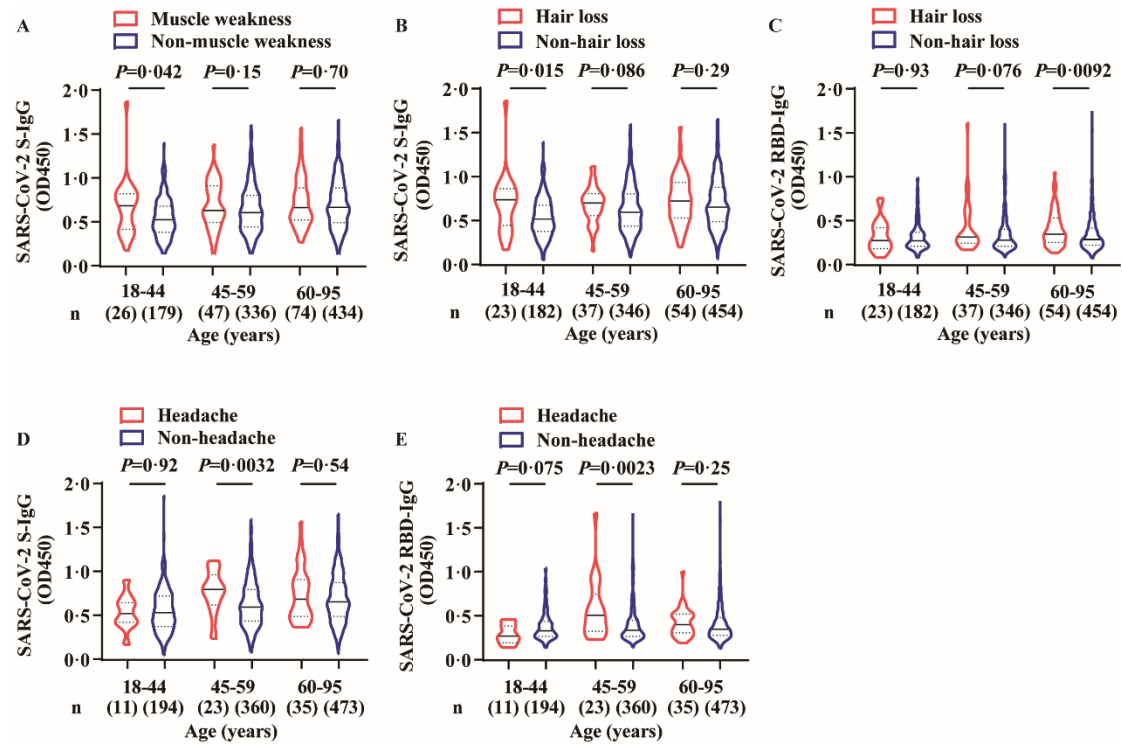 A
Muscle weakness
Non-muscle weakness
P=0·042 P=0·15 P=0·70
SARS-CoV-2 S-IgG
(OD450)
2·0
1·5
1·0
0·5
0·0
18-44 45-59 60-95
n (26) (179) (47) (336) (74) (434)
Age (years)
B
Hair loss
Non-hair loss
P=0·015 P=0·086 P=0·29
SARS-CoV-2 S-IgG
(OD450)
2·0
1·5
1·0
0·5
0·0
18-44 45-59 60-95
n (23) (182) (37) (346) (54) (454)
Age (years)
C
Hair loss
Non-hair loss
P=0·93 P=0·076 P=0·0092
SARS-CoV-2 RBD-IgG
(OD450)
2·0
1·5
1·0
0·5
0·0
18-44 45-59 60-95
n (23) (182) (37) (346) (54) (454)
Age (years)
D
Headache
Non-headache
P=0·92 P=0·0032 P=0·54
SARS-CoV-2 S-IgG
(OD450)
2·0
1·5
1·0
0·5
0·0
18-44 45-59 60-95
n (11) (194) (23) (360) (35) (473)
Age (years)
E
Headache
Non-headache
P=0·075 P=0·0023 P=0·25
SARS-CoV-2 RBD-IgG
(OD450)
2·0
1·5
1·0
0·5
0·0
18-44 45-59 60-95
n (11) (194) (23) (360) (35) (473)
Age (years)